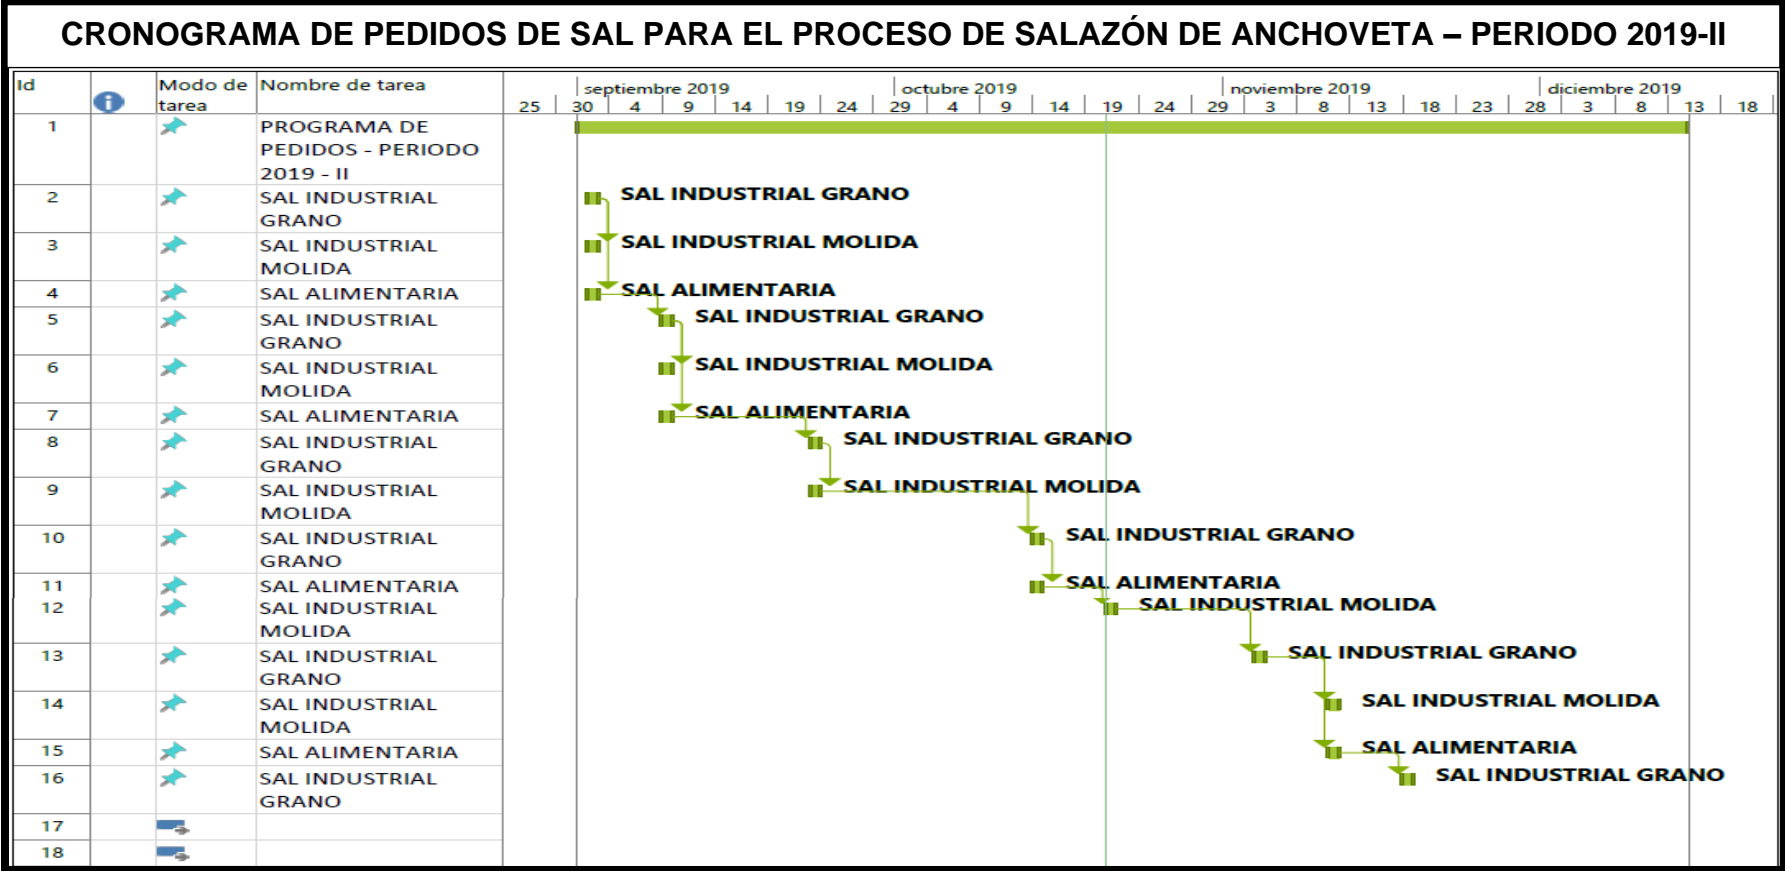 CRONOGRAMA DE PEDIDOS DE SAL PARA EL PROCESO DE SALAZÓN DE ANCHOVETA – PERIODO 2019-II
Id Modo de tarea Nombre de tarea
septiembre 2019 octubre 2019 noviembre 2019 diciembre 2019
25 30 4 9 14 19 24 29 4 9 14 19 24 29 3 8 13 18 23 28 3 8 13 18
1 PROGRAMA DE
PEDIDOS - PERIODO
2019 - II
2 SAL INDUSTRIAL
GRANO
SAL INDUSTRIAL GRANO
3 SAL INDUSTRIAL
MOLIDA
SAL INDUSTRIAL MOLIDA
4 SAL ALIMENTARIA
SAL ALIMENTARIA
5 SAL INDUSTRIAL
GRANO
SAL INDUSTRIAL GRANO
6 SAL INDUSTRIAL
MOLIDA
SAL INDUSTRIAL MOLIDA
7 SAL ALIMENTARIA
SAL ALIMENTARIA
8 SAL INDUSTRIAL
GRANO
SAL INDUSTRIAL GRANO
9 SAL INDUSTRIAL
MOLIDA
SAL INDUSTRIAL MOLIDA
10 SAL INDUSTRIAL
GRANO
SAL INDUSTRIAL GRANO
11 SAL ALIMENTARIA
SAL ALIMENTARIA
12 SAL INDUSTRIAL
MOLIDA
SAL INDUSTRIAL MOLIDA
13 SAL INDUSTRIAL
GRANO
SAL INDUSTRIAL GRANO
14 SAL INDUSTRIAL
MOLIDA
SAL INDUSTRIAL MOLIDA
15 SAL ALIMENTARIA
SAL ALIMENTARIA
16 SAL INDUSTRIAL
GRANO
SAL INDUSTRIAL GRANO
17
18